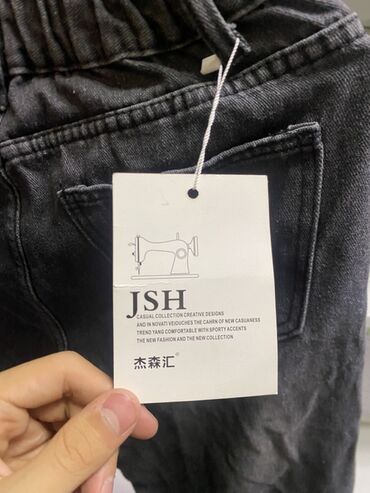 JSH
CASUAL COLLECTION CREATIVE DESIGNS
AND IN NOVATI VEIOUCHES THE CAHRN OF NEW CASUANESS
TREND YANG COMFORTABLE WITH SPORTY ACCENTS
THE NEW FASHION AND THE NEW COLLECTION
杰森汇®